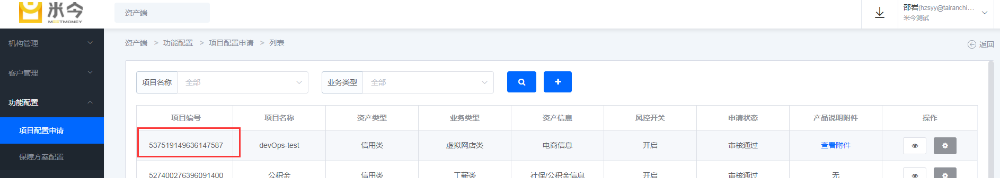 米今
MEETMONEY
资产端
邵岩(hzsyy@tairanchi...
米今测试
机构管理
客户管理
功能配置
项目配置申请
保障方案配置
资产端 > 功能配置 > 项目配置申请 > 列表
返回
项目名称 全部 业务类型 全部
项目编号 项目名称 资产类型 业务类型 资产信息 风控开关 申请状态 产品说明附件 操作
537519149636147587 devOps-test 信用类 虚拟网店类 电商信息 开启 审核通过 查看附件
527400276396091400 公积金 信用类 工薪类 社保/公积金信息 开启 审核通过 无